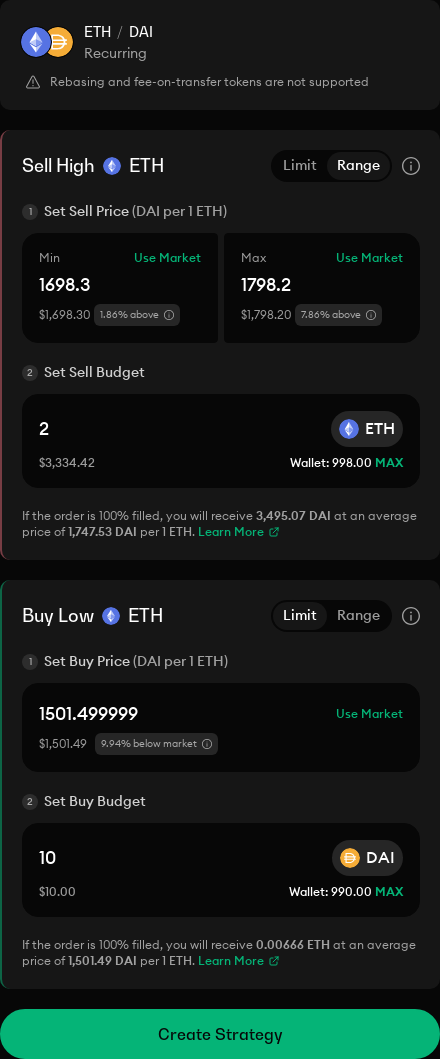 ETH / DAI
Recurring
Rebasing and fee-on-transfer tokens are not supported
Sell High ETH Limit Range
1 Set Sell Price (DAI per 1 ETH)
Min Use Market Max Use Market
1698.3 1798.2
$1,698.30 1.86% above $1,798.20 7.86% above
2 Set Sell Budget
2 ETH
$3,334.42 Wallet: 998.00 MAX
If the order is 100% filled, you will receive 3,495.07 DAI at an average
price of 1,747.53 DAI per 1 ETH. Learn More
Buy Low ETH Limit Range
1 Set Buy Price (DAI per 1 ETH)
1501.499999 Use Market
$1,501.49 9.94% below market
2 Set Buy Budget
10 DAI
$10.00 Wallet: 990.00 MAX
If the order is 100% filled, you will receive 0.00666 ETH at an average
price of 1,501.49 DAI per 1 ETH. Learn More
Create Strategy